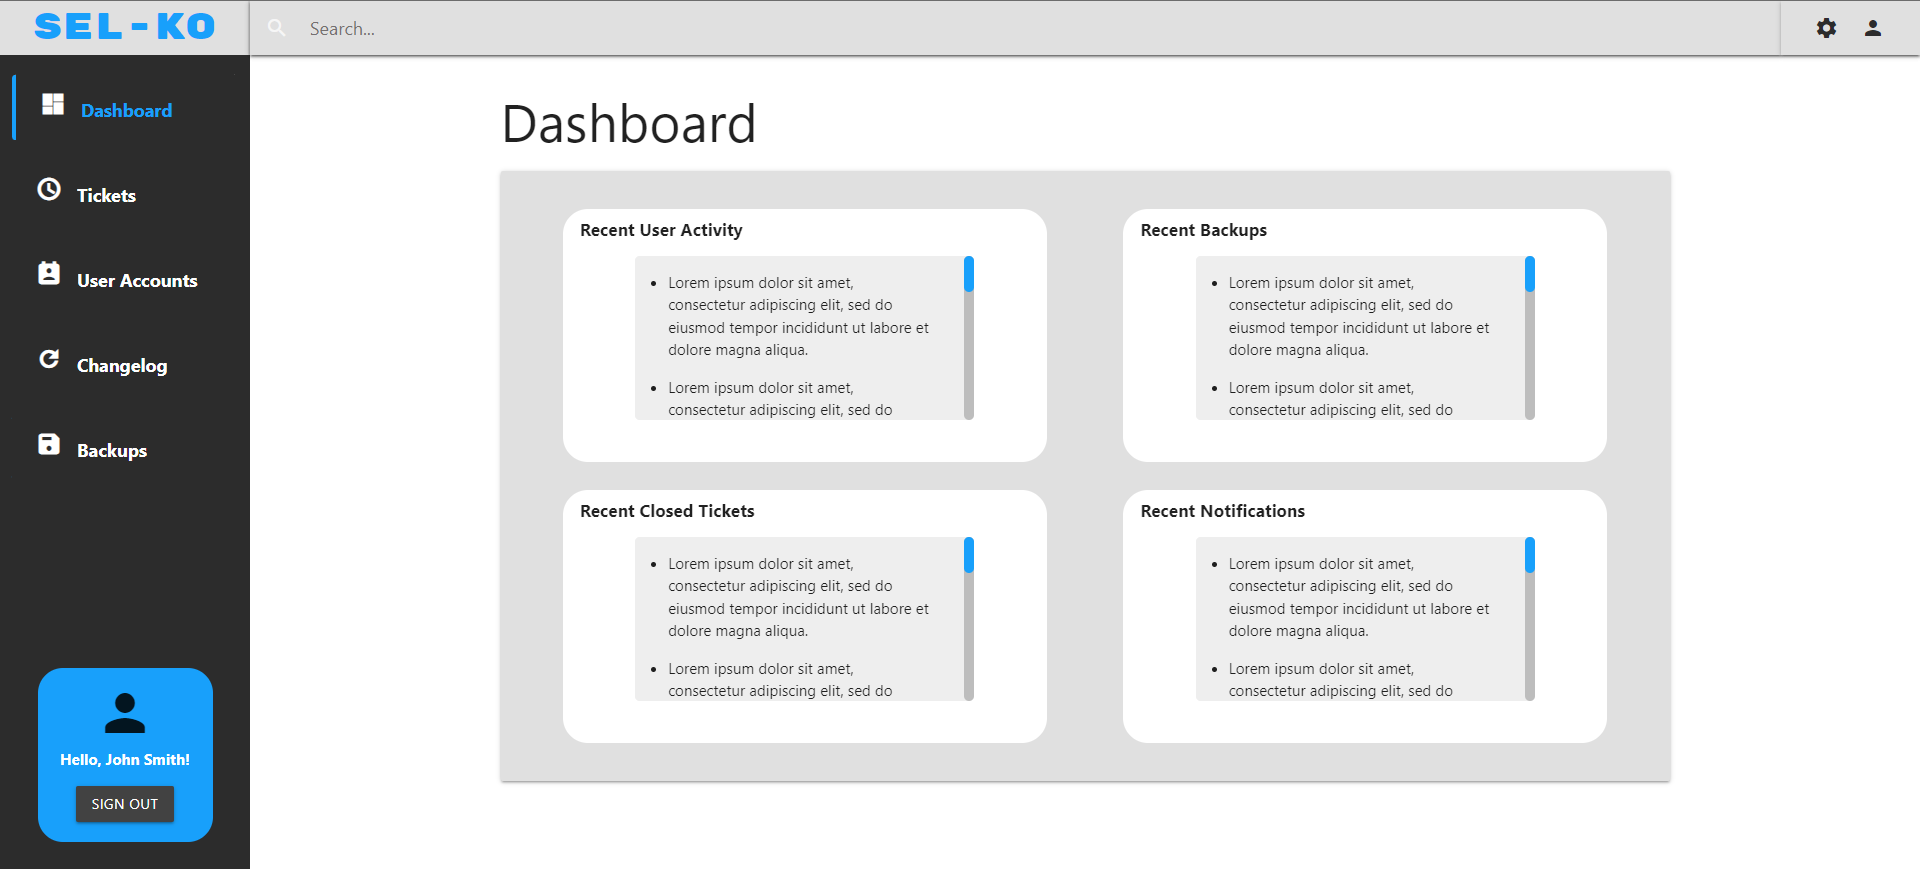 SEL-KO
Search...
Dashboard
Tickets
User Accounts
Changelog
Backups
Hello, John Smith!
SIGN OUT
Dashboard
Recent User Activity
Lorem ipsum dolor sit amet,
consectetur adipiscing elit, sed do
eiusmod tempor incididunt ut labore et
dolore magna aliqua.
Lorem ipsum dolor sit amet,
consectetur adipiscing elit, sed do
Recent Backups
Lorem ipsum dolor sit amet,
consectetur adipiscing elit, sed do
eiusmod tempor incididunt ut labore et
dolore magna aliqua.
Lorem ipsum dolor sit amet,
consectetur adipiscing elit, sed do
Recent Closed Tickets
Lorem ipsum dolor sit amet,
consectetur adipiscing elit, sed do
eiusmod tempor incididunt ut labore et
dolore magna aliqua.
Lorem ipsum dolor sit amet,
consectetur adipiscing elit, sed do
Recent Notifications
Lorem ipsum dolor sit amet,
consectetur adipiscing elit, sed do
eiusmod tempor incididunt ut labore et
dolore magna aliqua.
Lorem ipsum dolor sit amet,
consectetur adipiscing elit, sed do